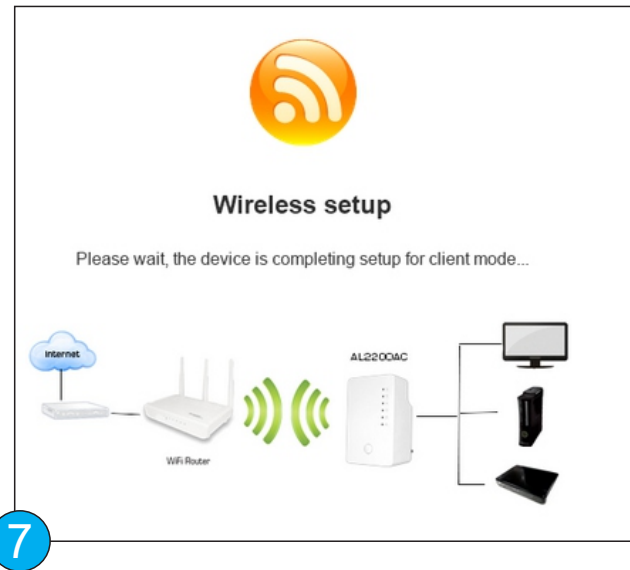 Wireless setup
Please wait, the device is completing setup for client mode...
Internet
AL2200AC
WiFi Router
7